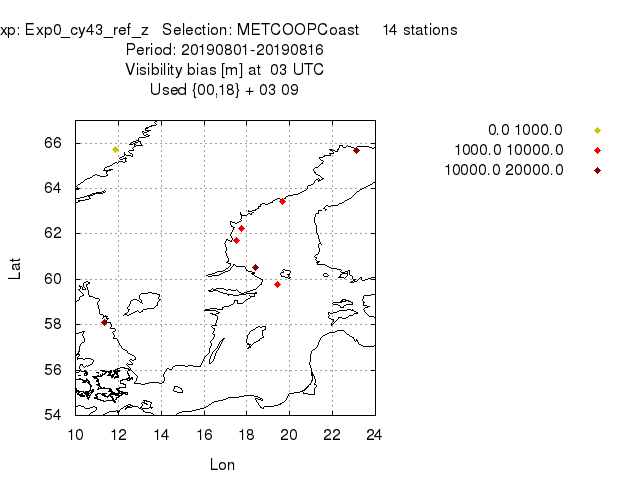 xp: Exp0_cy43_ref_z Selection: METCOOPCoast 14 stations
Period: 20190801-20190816
Visibility bias [m] at 03 UTC
Used {00,18} + 03 09
0.0 1000.0
1000.0 10000.0
10000.0 20000.0
66
64
62
60
58
56
54
Lat
10 12 14 16 18 20 22 24
Lon